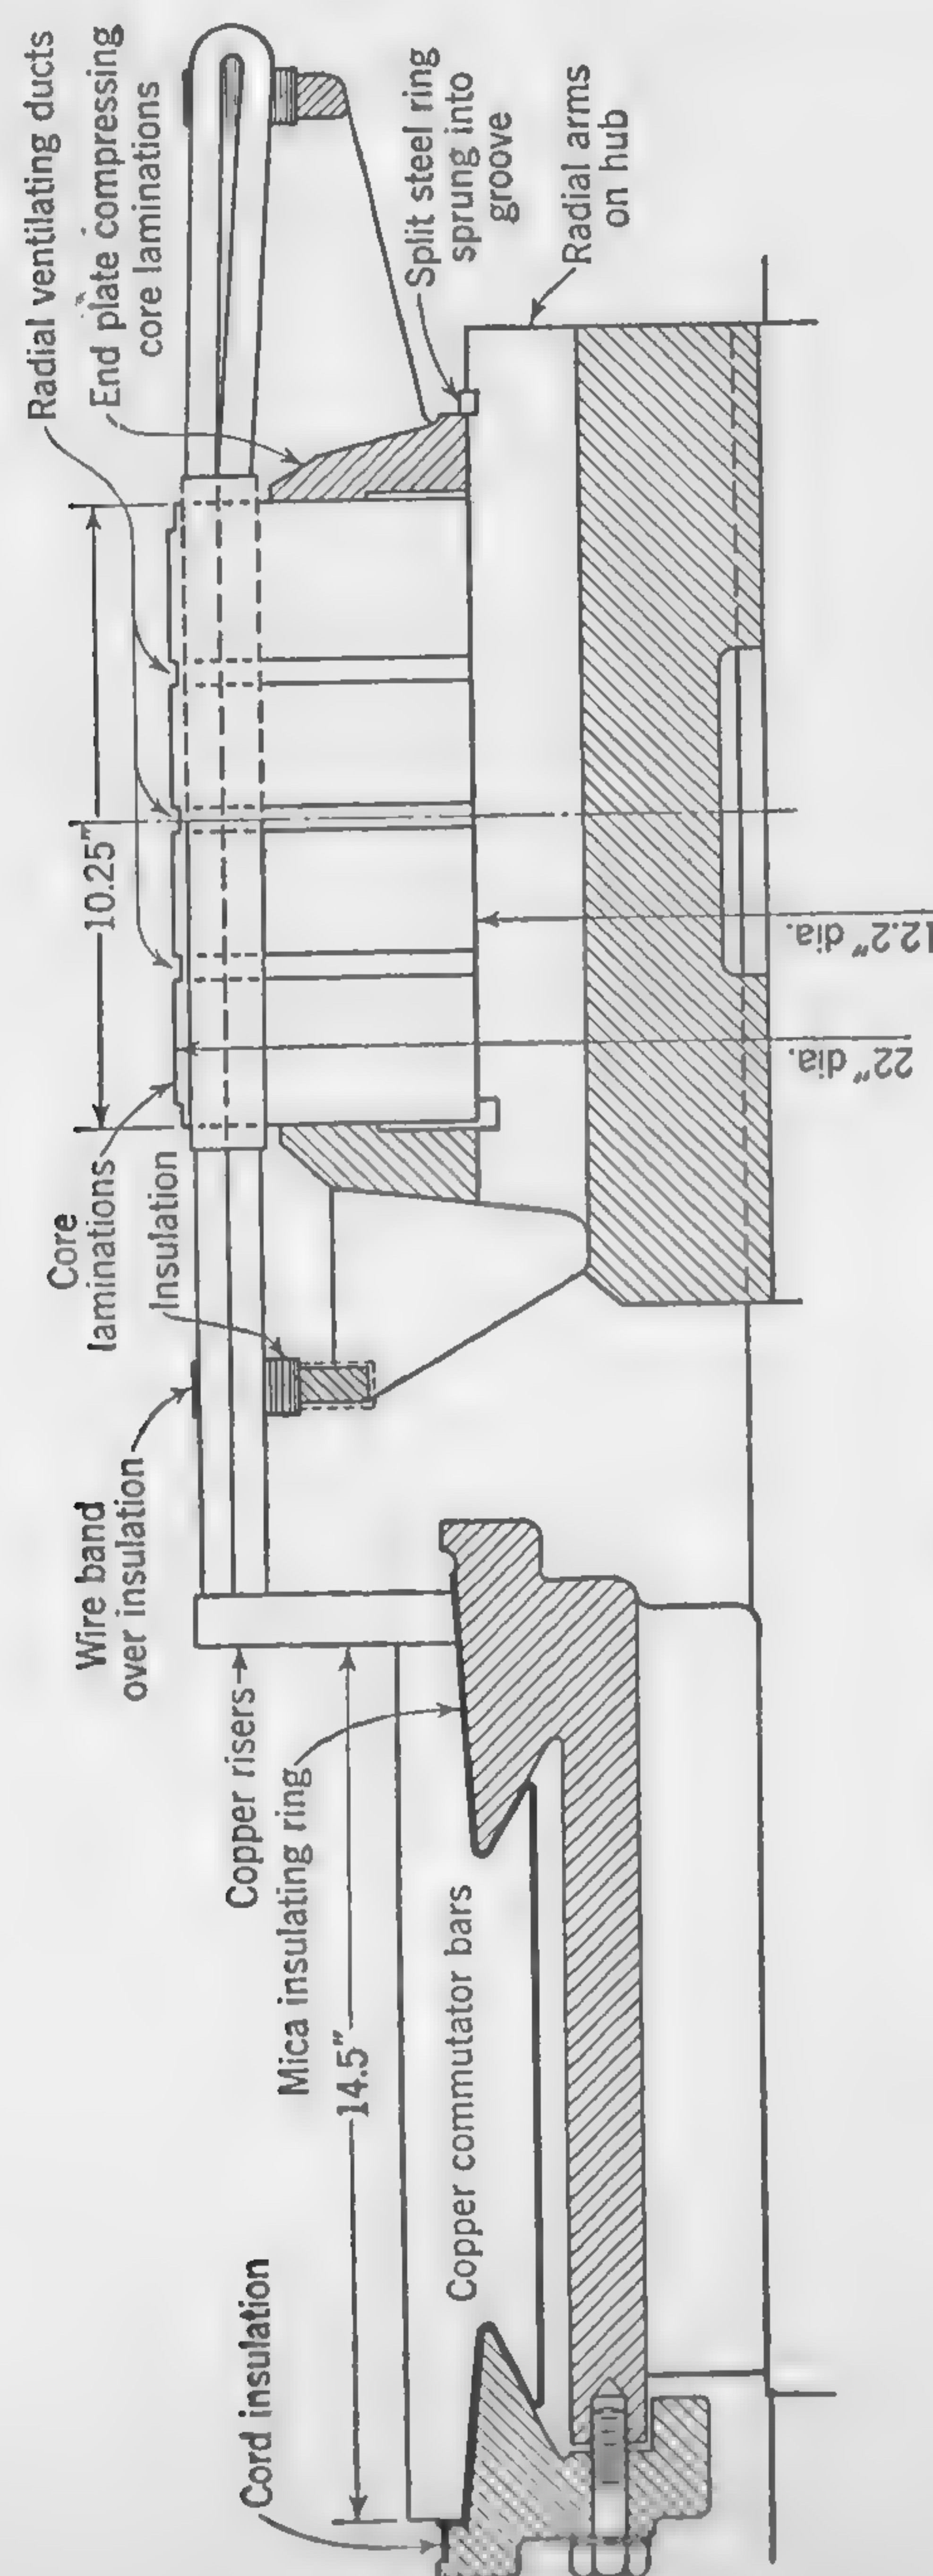 Radial ventilating ducts
End plate compressing
core laminations
Split steel ring
sprung into
groove
Radial arms
on hub
10.25"
12.2" dia.
22" dia.
Core
laminations
Insulation
Wire band
over insulation
Copper risers
Mica insulating ring
14.5"
Copper commutator bars
Cord insulation